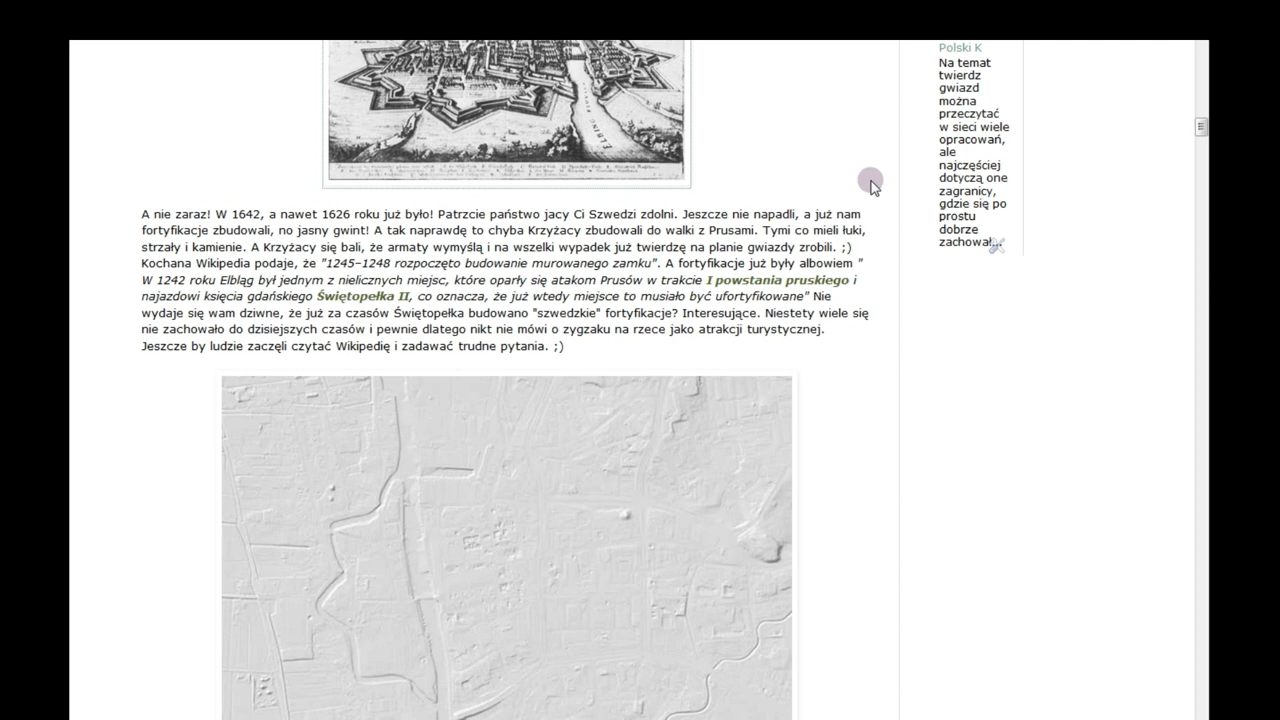 ELBING
A nie zaraz! W 1642, a nawet 1626 roku już było! Patrzcie państwo jacy Ci Szwedzi zdolni. Jeszcze nie napadli, a już nam
fortyfikacje zbudowali, no jasny gwint! A tak naprawdę to chyba Krzyżacy zbudowali do walki z Prusami. Tymi co mieli łuki,
strzały i kamienie. A Krzyżacy się bali, że armaty wymyślą i na wszelki wypadek już twierdzę na planie gwiazdy zrobili. ;)
Kochana Wikipedia podaje, że "1245–1248 rozpoczęto budowanie murowanego zamku". A fortyfikacje już były albowiem "
W 1242 roku Elbląg był jednym z nielicznych miejsc, które oparły się atakom Prusów w trakcie I powstania pruskiego i
najazdowi księcia gdańskiego Świętopełka II, co oznacza, że już wtedy miejsce to musiało być ufortyfikowane" Nie
wydaje się wam dziwne, że już za czasów Świętopełka budowano "szwedzkie" fortyfikacje? Interesujące. Niestety wiele się
nie zachowało do dzisiejszych czasów i pewnie dlatego nikt nie mówi o zygzaku na rzece jako atrakcji turystycznej.
Jeszcze by ludzie zaczęli czytać Wikipedię i zadawać trudne pytania. ;)
Polski K
Na temat
twierdz
gwiazd
można
przeczytać
w sieci wiele
opracowań,
ale
najczęściej
dotyczą one
zagranicy,
gdzie się po
prostu
dobrze
zachował...